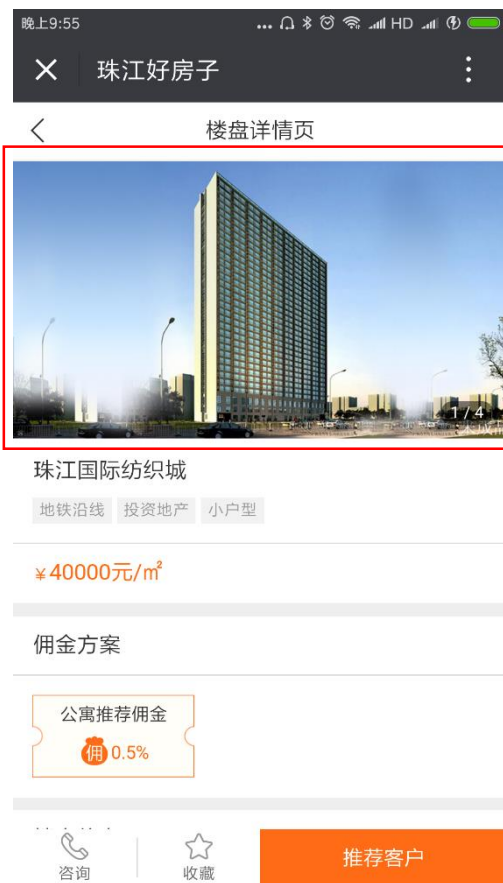 晚上9:55 ... HD
珠江好房子
楼盘详情页
1/4
珠江国际纺织城
地铁沿线 投资地产 小户型
¥40000元/㎡
佣金方案
公寓推荐佣金
佣 0.5%
咨询 收藏 推荐客户